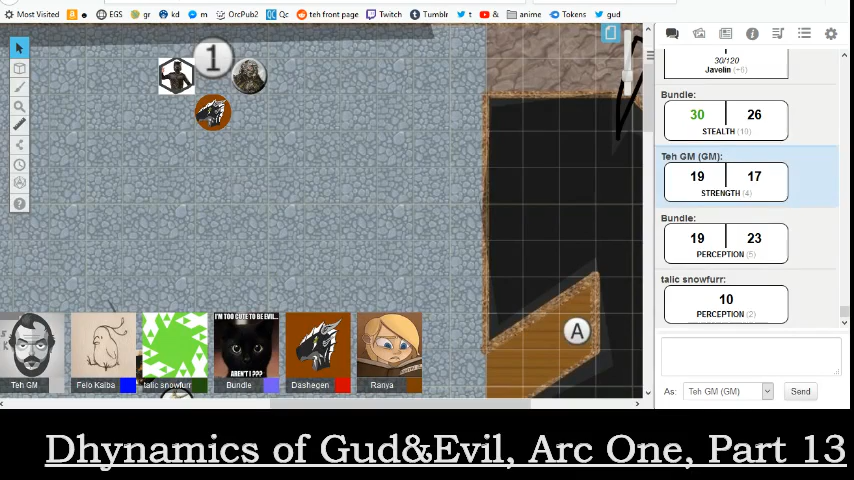 Most Visited EGS gr kd m OrcPub2 Qc teh front page Twitch Tumblr t & anime Tokens gud
1
30/120
Javelin (+6)
Bundle:
30 26
STEALTH (10)
Teh GM (GM):
19 17
STRENGTH (4)
Bundle:
19 23
PERCEPTION (5)
talic snowfurr:
10
PERCEPTION (2)
A
I'M TOO CUTE TO BE EVIL..
AREN'T I ???
Teh GM Felo Kaiba talic snowfurr Bundle Dashegen Ranya
As: Teh GM (GM) Send
Dhynamics of Gud&Evil, Arc One, Part 13